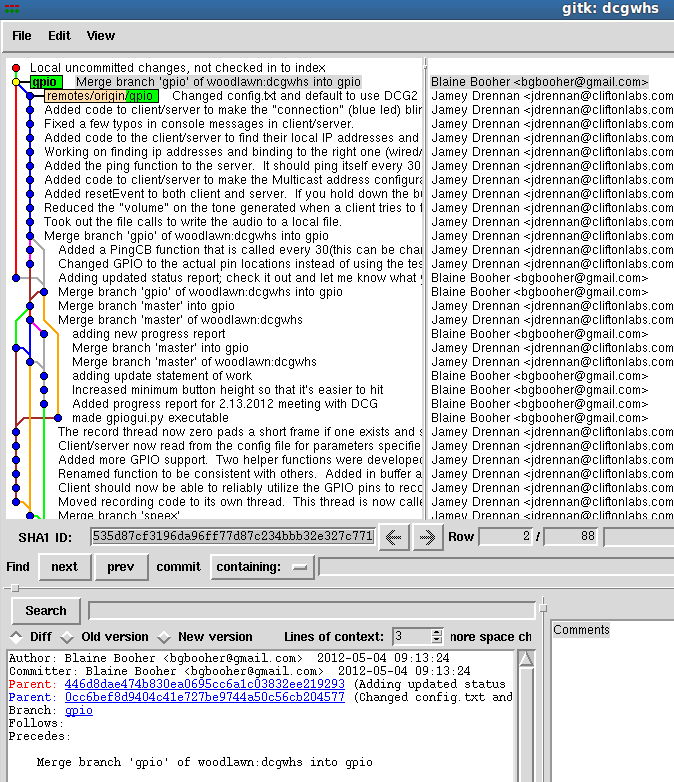 gitk: dcgwhs
File Edit View
Local uncommitted changes, not checked in to index
gpio Merge branch 'gpio' of woodlawn:dcgwhs into gpio Blaine Booher <bgbooher@gmail.com>
remotes/origin/gpio Changed config.txt and default to use DCG2 Jamey Drennan <jdrennan@cliftonlabs.com
Added code to client/server to make the "connection" (blue led) blin Jamey Drennan <jdrennan@cliftonlabs.com
Fixed a few typos in console messages in client/server. Jamey Drennan <jdrennan@cliftonlabs.com
Added code to the client/server to find their local IP addresses and Jamey Drennan <jdrennan@cliftonlabs.com
Working on finding ip addresses and binding to the right one (wired/ Jamey Drennan <jdrennan@cliftonlabs.com
Added the ping function to the server. It should ping itself every 30 Jamey Drennan <jdrennan@cliftonlabs.com
Added code to client/server to make the Multicast address configura Jamey Drennan <jdrennan@cliftonlabs.com
Added resetEvent to both client and server. If you hold down the bu Jamey Drennan <jdrennan@cliftonlabs.com
Reduced the "volume" on the tone generated when a client tries to t Jamey Drennan <jdrennan@cliftonlabs.com
Took out the file calls to write the audio to a local file. Jamey Drennan <jdrennan@cliftonlabs.com
Merge branch 'gpio' of woodlawn:dcgwhs into gpio Jamey Drennan <jdrennan@cliftonlabs.com
Added a PingCB function that is called every 30(this can be chan Jamey Drennan <jdrennan@cliftonlabs.com
Changed GPIO to the actual pin locations instead of using the tes Jamey Drennan <jdrennan@cliftonlabs.com
Adding updated status report; check it out and let me know what y Blaine Booher <bgbooher@gmail.com>
Merge branch 'gpio' of woodlawn:dcgwhs into gpio Blaine Booher <bgbooher@gmail.com>
Merge branch 'master' into gpio Jamey Drennan <jdrennan@cliftonlabs.com
Merge branch 'master' of woodlawn:dcgwhs Jamey Drennan <jdrennan@cliftonlabs.com
adding new progress report Blaine Booher <bgbooher@gmail.com>
Merge branch 'master' into gpio Jamey Drennan <jdrennan@cliftonlabs.com
Merge branch 'master' of woodlawn:dcgwhs Jamey Drennan <jdrennan@cliftonlabs.com
adding update statement of work Blaine Booher <bgbooher@gmail.com>
Increased minimum button height so that it's easier to hit Blaine Booher <bgbooher@gmail.com>
Added progress report for 2.13.2012 meeting with DCG Blaine Booher <bgbooher@gmail.com>
made gpiogui.py executable Blaine Booher <bgbooher@gmail.com>
The record thread now zero pads a short frame if one exists and s Jamey Drennan <jdrennan@cliftonlabs.com
Client/server now read from the config file for parameters specifie Jamey Drennan <jdrennan@cliftonlabs.com
Added more GPIO support. Two helper functions were develope Jamey Drennan <jdrennan@cliftonlabs.com
Renamed function to be consistent with others. Added in buffer a Jamey Drennan <jdrennan@cliftonlabs.com
Client should now be able to reliably utilize the GPIO pins to reco Jamey Drennan <jdrennan@cliftonlabs.com
Moved recording code to its own thread. This thread is now calle Jamey Drennan <jdrennan@cliftonlabs.com
Merge branch 'speex' Jamey Drennan <jdrennan@cliftonlabs.com
SHA1 ID: 535d87cf3196da96ff77d87c234bbb32e327c771 Row 2 / 88
Find next prev commit containing:
Search
Diff Old version New version Lines of context: 3 nore space ch
Comments
Author: Blaine Booher <bgbooher@gmail.com> 2012-05-04 09:13:24
Committer: Blaine Booher <bgbooher@gmail.com> 2012-05-04 09:13:24
Parent: 446d8dae474b830ea0695cc6a1c03832ee219293 (Adding updated status
Parent: 0cc6bef8d9404c41e727be9744a50c56cb204577 (Changed config.txt and
Branch: gpio
Follows:
Precedes:
Merge branch 'gpio' of woodlawn:dcgwhs into gpio